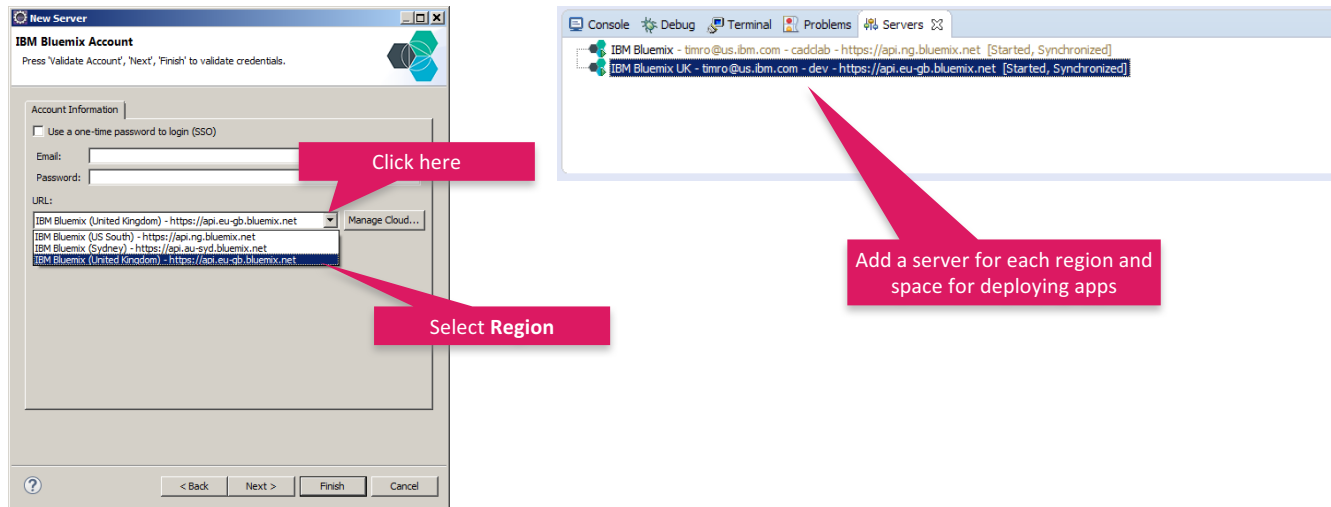 New Server
IBM Bluemix Account
Press 'Validate Account', 'Next', 'Finish' to validate credentials.
Account Information
Use a one-time password to login (SSO)
Email:
Password:
URL:
IBM Bluemix (United Kingdom) - https://api.eu-gb.bluemix.net
Manage Cloud...
IBM Bluemix (US South) - https://api.ng.bluemix.net
IBM Bluemix (Sydney) - https://api.au-syd.bluemix.net
IBM Bluemix (United Kingdom) - https://api.eu-gb.bluemix.net
Click here
Select Region
?
< Back
Next >
Finish
Cancel
Console
Debug
Terminal
Problems
Servers
IBM Bluemix - timro@us.ibm.com - cadclab - https://api.ng.bluemix.net [Started, Synchronized]
IBM Bluemix UK - timro@us.ibm.com - dev - https://api.eu-gb.bluemix.net [Started, Synchronized]
Add a server for each region and
space for deploying apps